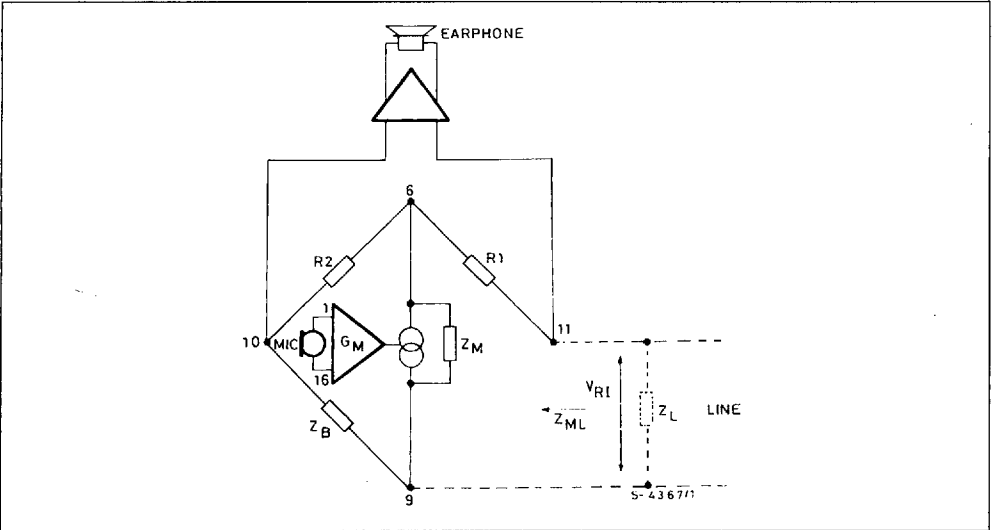 EARPHONE
6
R2
R1
1
11
10
MIC
G_M
Z_M
16
V_RI
Z_ML
Z_L
LINE
Z_B
9
S-4367/1